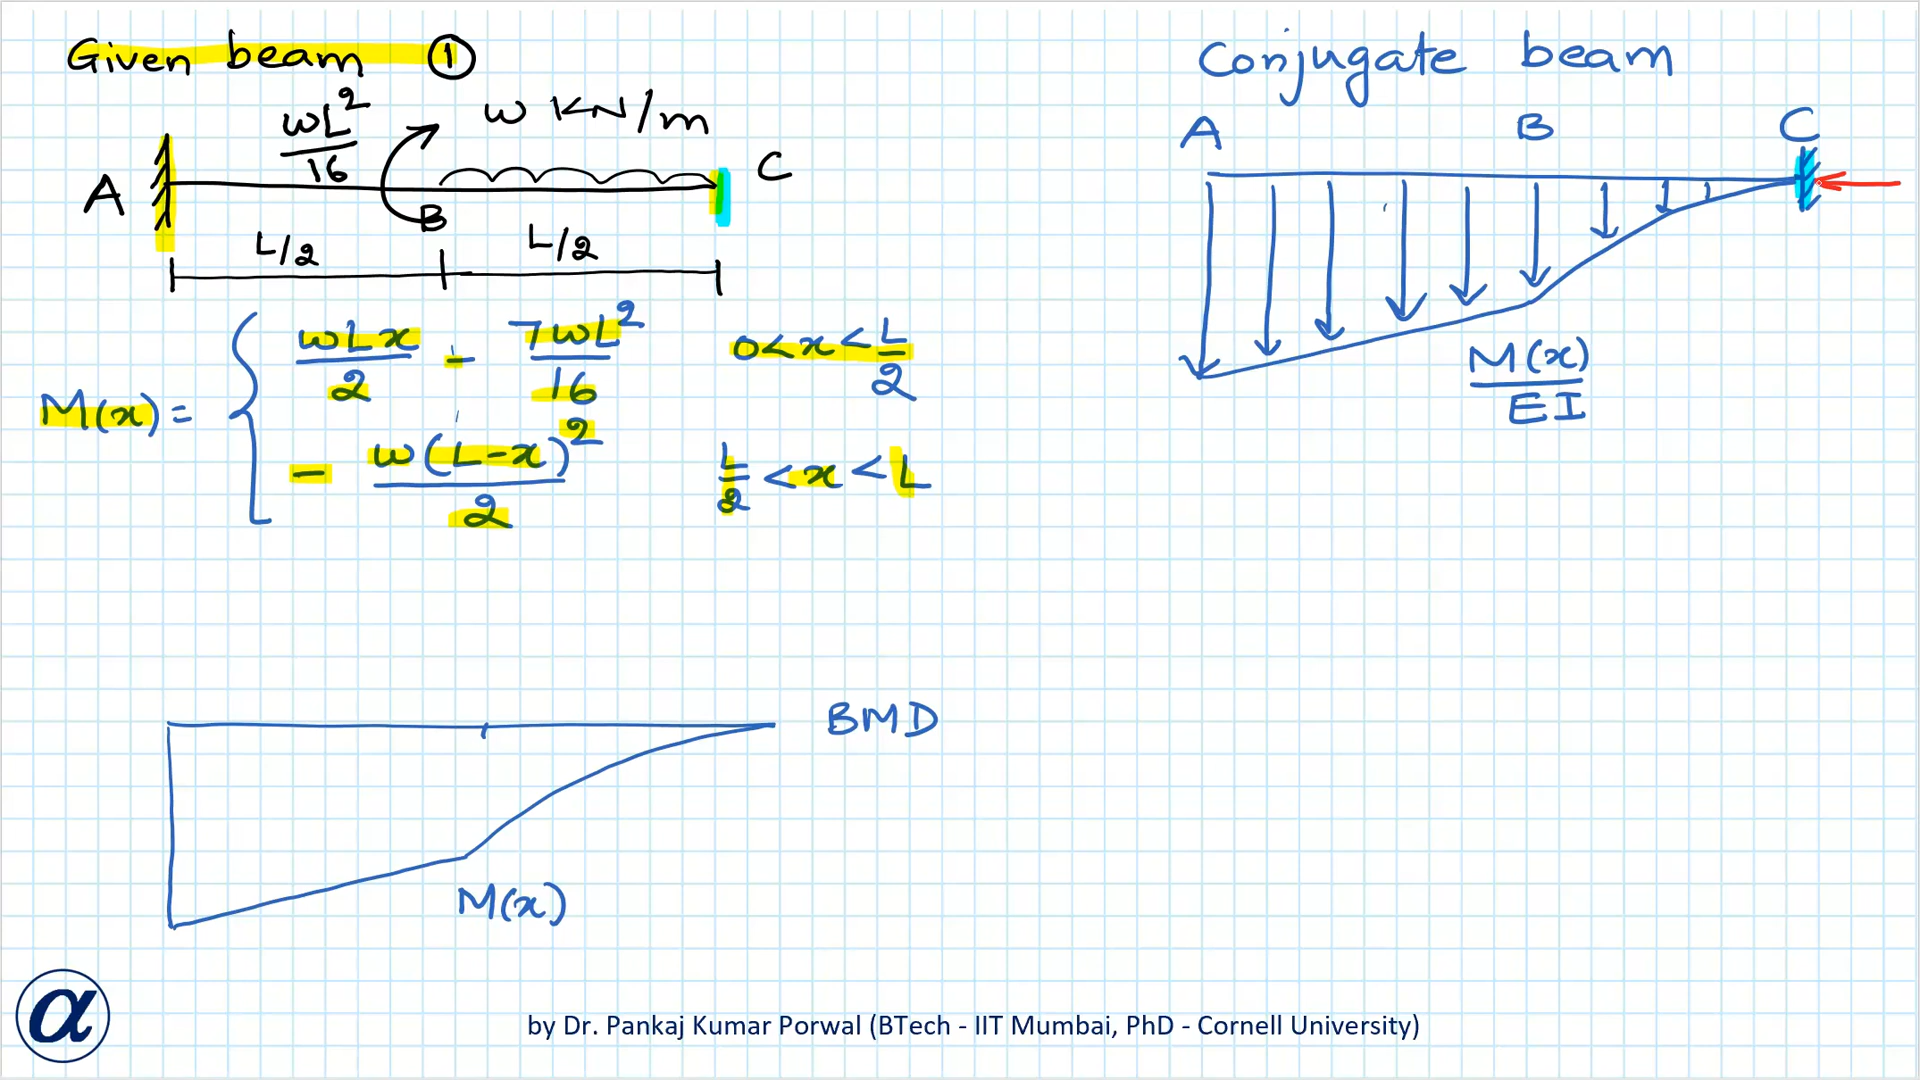 Given beam ①
wL²/16
w KN/m
A
B
C
L/2
L/2
M(x) = { wLx/2 - 7wL²/16 0<x<L/2
- w(L-x)²/2 L/2 <x <L
BMD
M(x)
Conjugate beam
A B C
M(x)/EI
α
by Dr. Pankaj Kumar Porwal (BTech - IIT Mumbai, PhD - Cornell University)